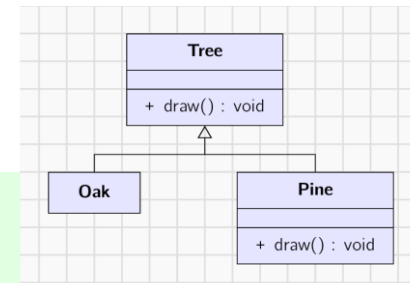 Tree
+ draw() : void
Oak
Pine
+ draw() : void